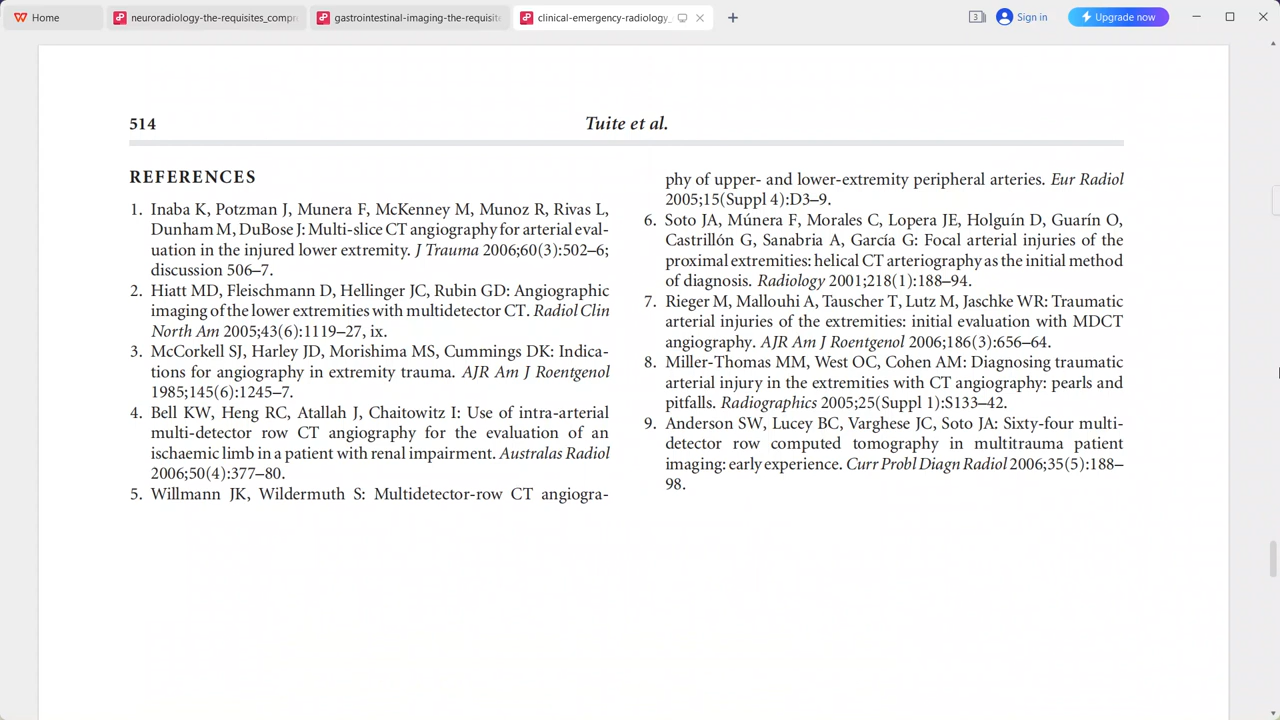 Home
neuroradiology-the-requisites_compr
gastrointestinal-imaging-the-requisite
clinical-emergency-radiology_
3
Sign in
Upgrade now
514
Tuite et al.
REFERENCES
1. Inaba K, Potzman J, Munera F, McKenney M, Munoz R, Rivas L,
Dunham M, DuBose J: Multi-slice CT angiography for arterial eval-
uation in the injured lower extremity. J Trauma 2006;60(3):502–6;
discussion 506–7.
2. Hiatt MD, Fleischmann D, Hellinger JC, Rubin GD: Angiographic
imaging of the lower extremities with multidetector CT. Radiol Clin
North Am 2005;43(6):1119–27, ix.
3. McCorkell SJ, Harley JD, Morishima MS, Cummings DK: Indica-
tions for angiography in extremity trauma. AJR Am J Roentgenol
1985;145(6):1245–7.
4. Bell KW, Heng RC, Atallah J, Chaitowitz I: Use of intra-arterial
multi-detector row CT angiography for the evaluation of an
ischaemic limb in a patient with renal impairment. Australas Radiol
2006;50(4):377–80.
5. Willmann JK, Wildermuth S: Multidetector-row CT angiogra-
phy of upper- and lower-extremity peripheral arteries. Eur Radiol
2005;15(Suppl 4):D3–9.
6. Soto JA, Múnera F, Morales C, Lopera JE, Holguín D, Guarín O,
Castrillón G, Sanabria A, García G: Focal arterial injuries of the
proximal extremities: helical CT arteriography as the initial method
of diagnosis. Radiology 2001;218(1):188–94.
7. Rieger M, Mallouhi A, Tauscher T, Lutz M, Jaschke WR: Traumatic
arterial injuries of the extremities: initial evaluation with MDCT
angiography. AJR Am J Roentgenol 2006;186(3):656–64.
8. Miller-Thomas MM, West OC, Cohen AM: Diagnosing traumatic
arterial injury in the extremities with CT angiography: pearls and
pitfalls. Radiographics 2005;25(Suppl 1):S133–42.
9. Anderson SW, Lucey BC, Varghese JC, Soto JA: Sixty-four multi-
detector row computed tomography in multitrauma patient
imaging: early experience. Curr Probl Diagn Radiol 2006;35(5):188–
98.